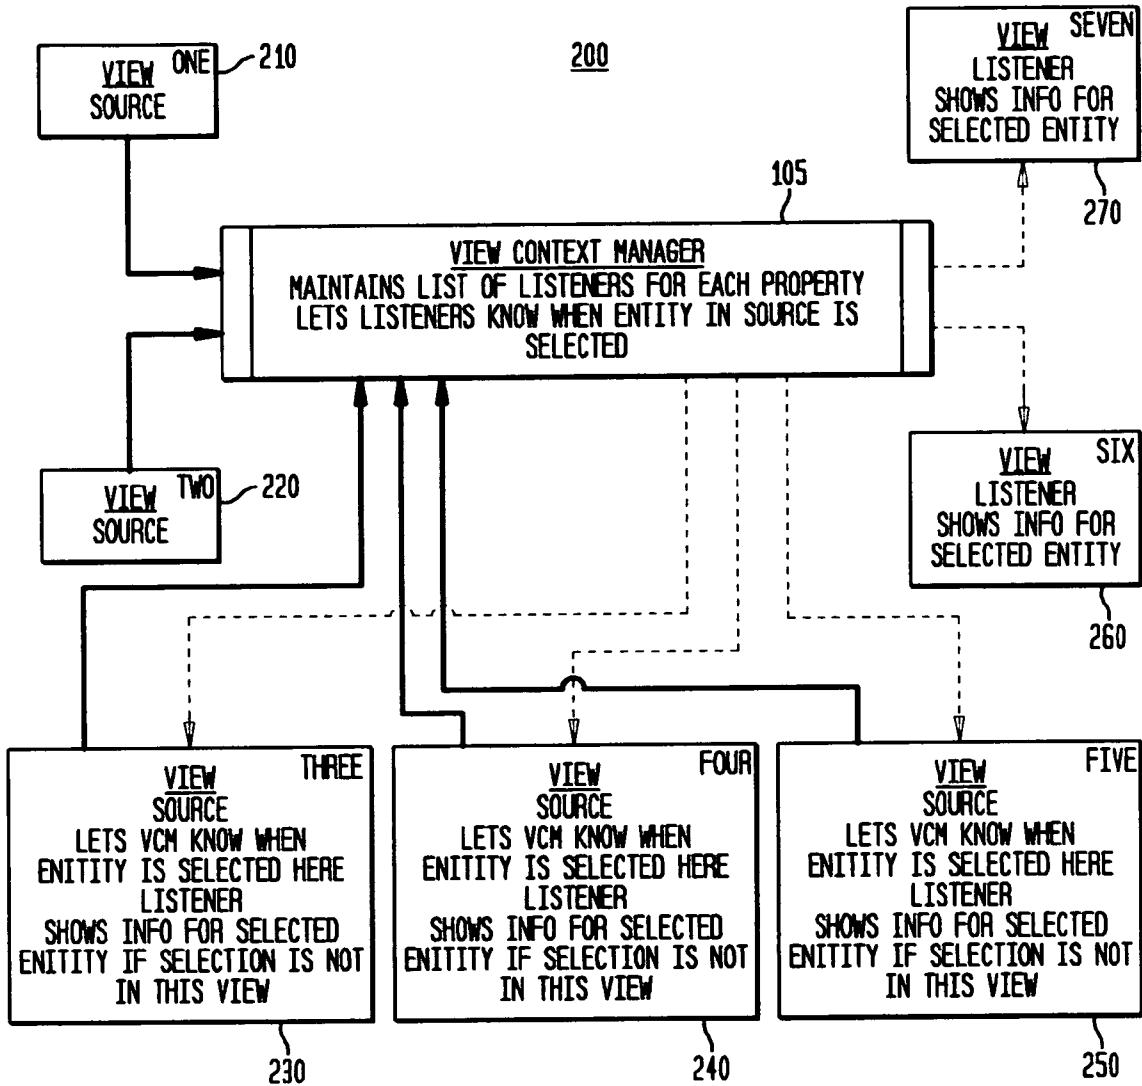 ONE
VIEW
SOURCE
210
200
SEVEN
VIEW
LISTENER
SHOWS INFO FOR
SELECTED ENTITY
270
105
VIEW CONTEXT MANAGER
MAINTAINS LIST OF LISTENERS FOR EACH PROPERTY
LETS LISTENERS KNOW WHEN ENTITY IN SOURCE IS
SELECTED
TWO
VIEW
SOURCE
220
SIX
VIEW
LISTENER
SHOWS INFO FOR
SELECTED ENTITY
260
THREE
VIEW
SOURCE
LETS VCM KNOW WHEN
ENITITY IS SELECTED HERE
LISTENER
SHOWS INFO FOR SELECTED
ENITITY IF SELECTION IS NOT
IN THIS VIEW
230
FOUR
VIEW
SOURCE
LETS VCM KNOW WHEN
ENITITY IS SELECTED HERE
LISTENER
SHOWS INFO FOR SELECTED
ENITITY IF SELECTION IS NOT
IN THIS VIEW
240
FIVE
VIEW
SOURCE
LETS VCM KNOW WHEN
ENITITY IS SELECTED HERE
LISTENER
SHOWS INFO FOR SELECTED
ENITITY IF SELECTION IS NOT
IN THIS VIEW
250